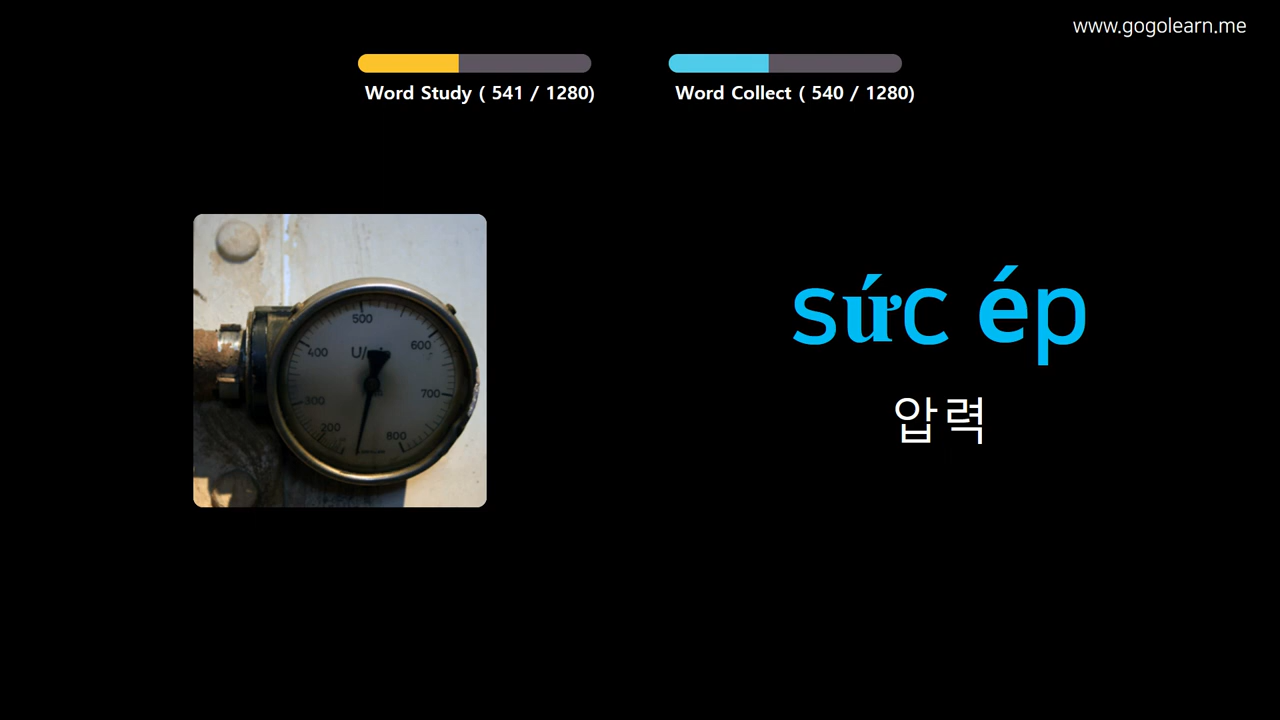 www.gogolearn.me
Word Study ( 541 / 1280)
Word Collect ( 540 / 1280)
sức ép
압력
500
400
600
300
700
200
800